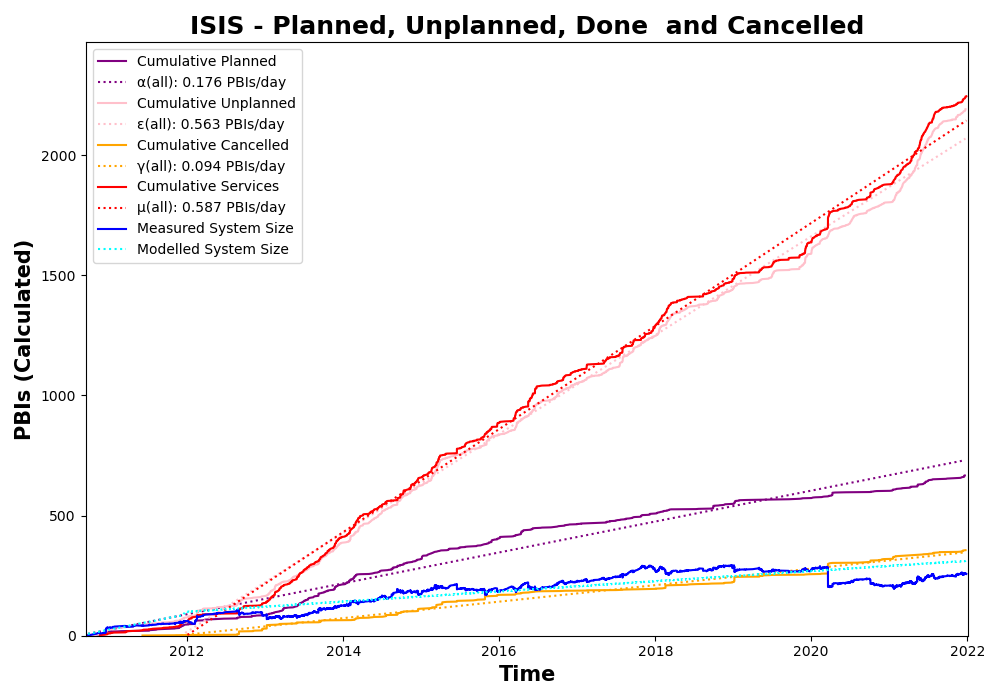 ISIS - Planned, Unplanned, Done  and Cancelled
Cumulative Planned
α(all): 0.176 PBIs/day
Cumulative Unplanned
ε(all): 0.563 PBIs/day
Cumulative Cancelled
γ(all): 0.094 PBIs/day
Cumulative Services
μ(all): 0.587 PBIs/day
Measured System Size
Modelled System Size
PBIs (Calculated)
2000
1500
1000
500
0
2012
2014
2016
2018
2020
2022
Time